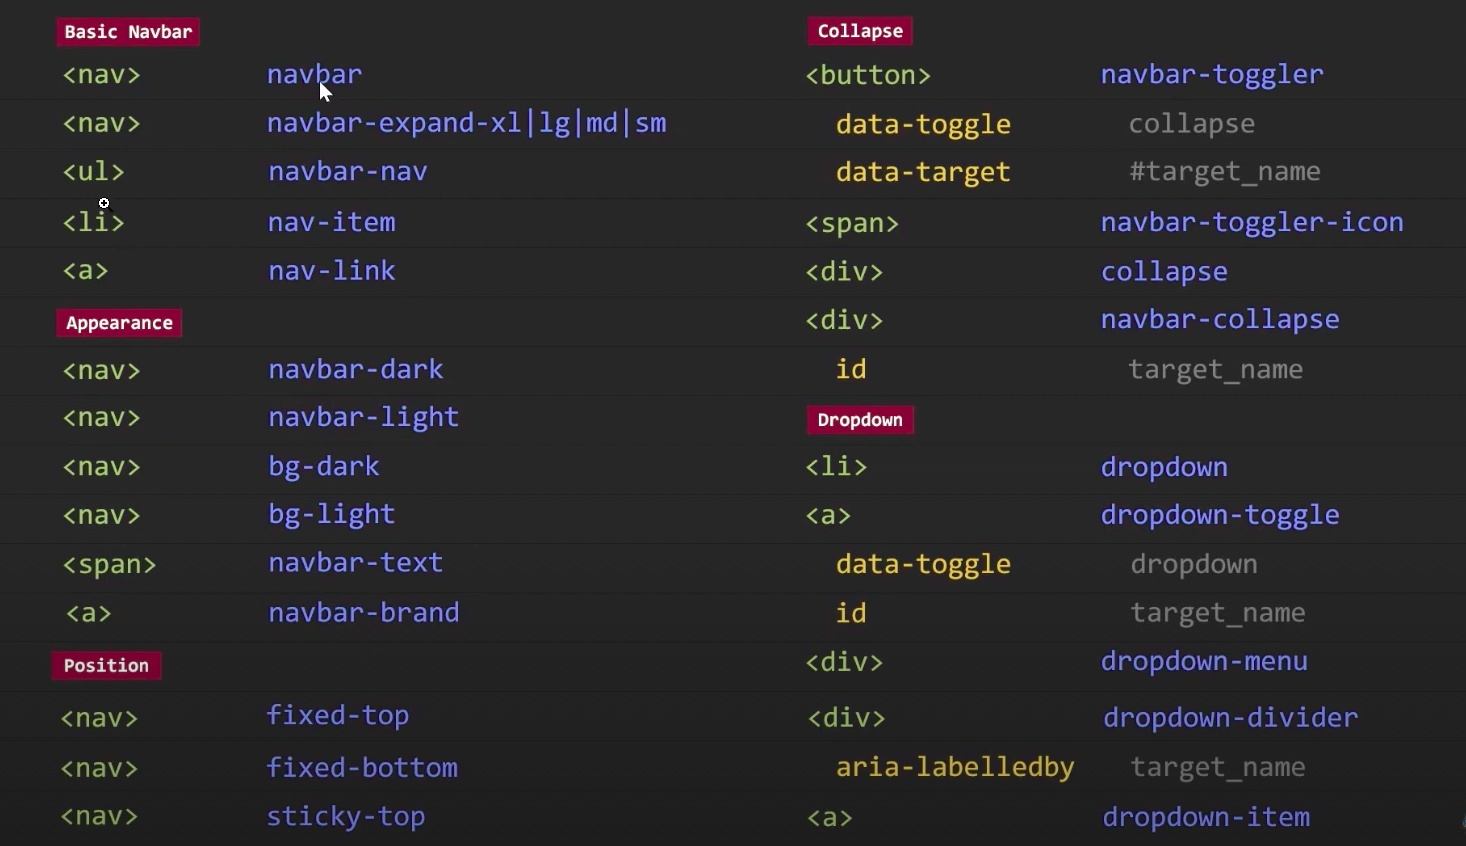 Basic Navbar
<nav> navbar
<nav> navbar-expand-xl|lg|md|sm
<ul> navbar-nav
<li> nav-item
<a> nav-link
Appearance
<nav> navbar-dark
<nav> navbar-light
<nav> bg-dark
<nav> bg-light
<span> navbar-text
<a> navbar-brand
Position
<nav> fixed-top
<nav> fixed-bottom
<nav> sticky-top
Collapse
<button> navbar-toggler
data-toggle collapse
data-target #target_name
<span> navbar-toggler-icon
<div> collapse
<div> navbar-collapse
id target_name
Dropdown
<li> dropdown
<a> dropdown-toggle
data-toggle dropdown
id target_name
<div> dropdown-menu
<div> dropdown-divider
aria-labelledby target_name
<a> dropdown-item